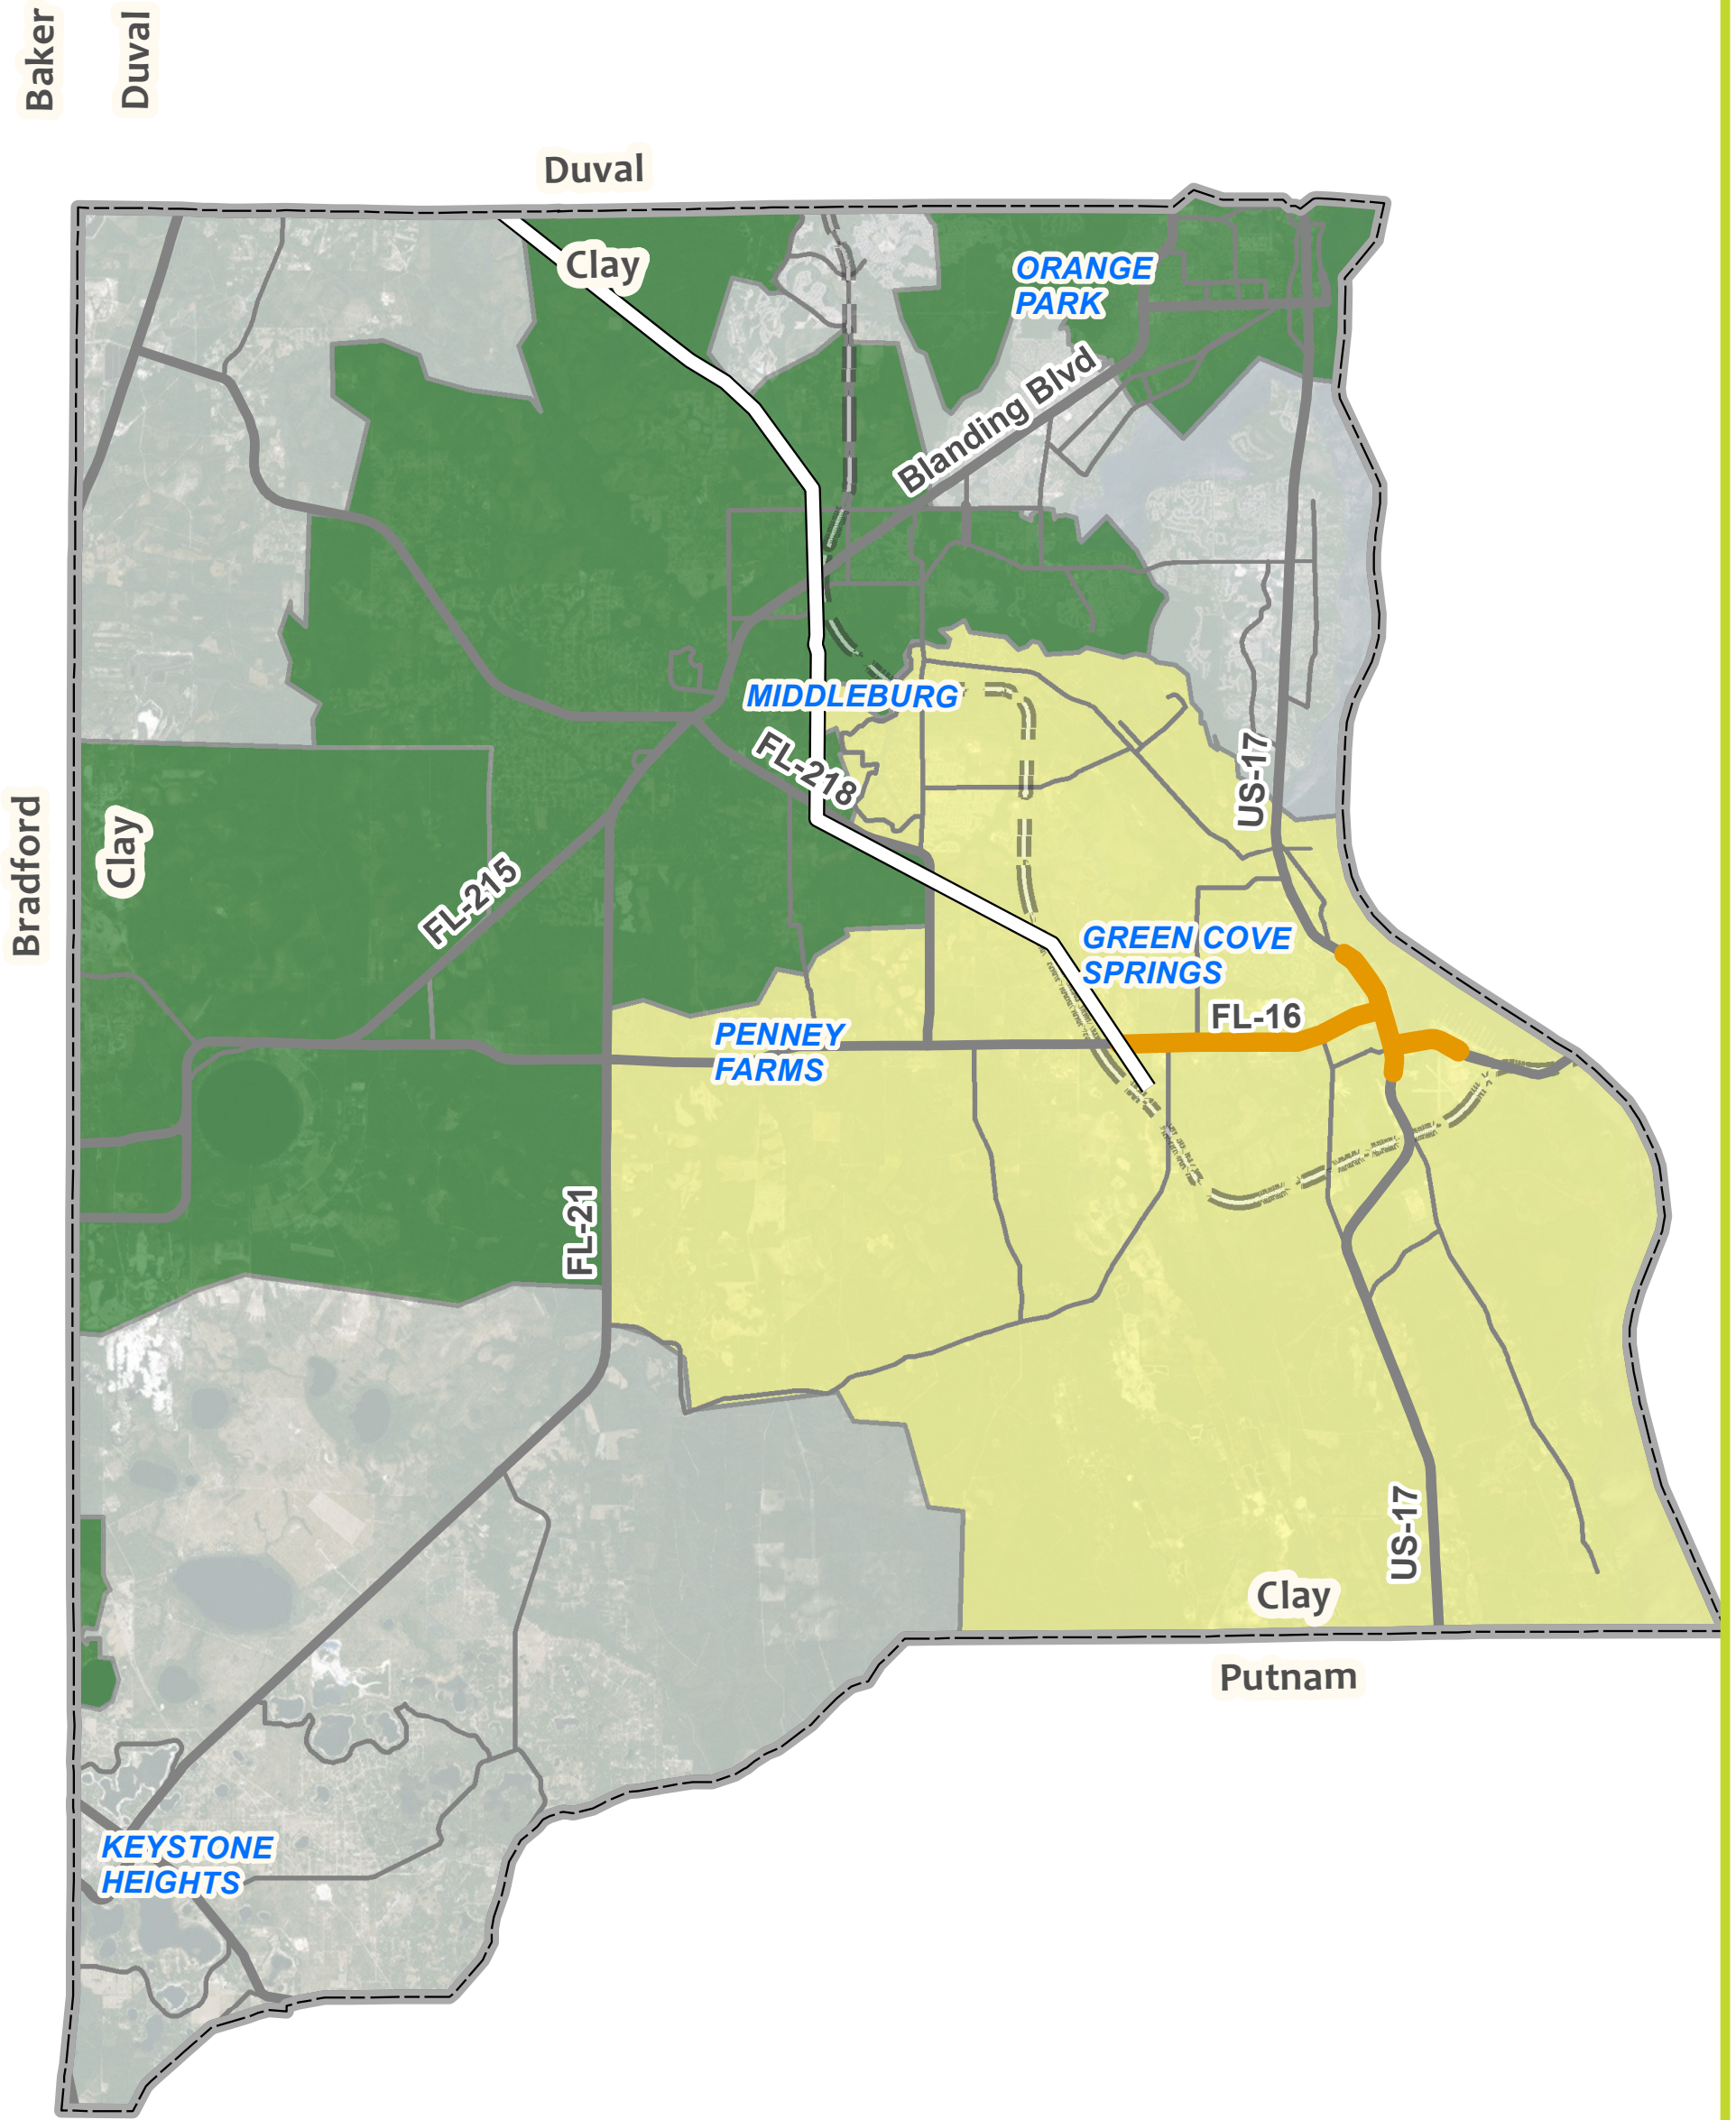 Baker
Duval
Duval
Clay
ORANGE
PARK
Blanding Blvd
MIDDLEBURG
FL-218
US-17
Bradford
Clay
FL-215
GREEN COVE
SPRINGS
FL-16
PENNEY
FARMS
FL-21
US-17
Clay
Putnam
KEYSTONE
HEIGHTS